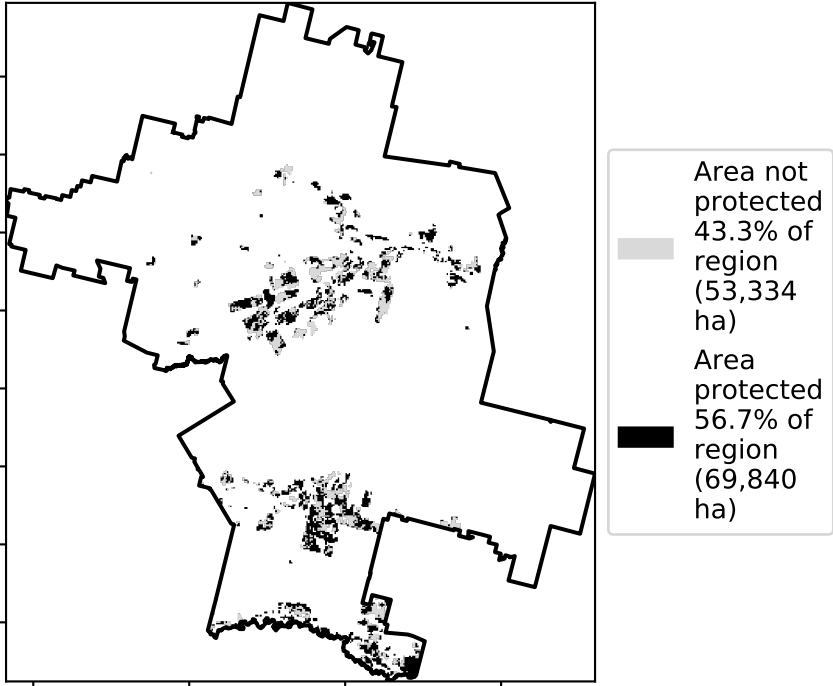 Area not
protected
43.3% of
region
(53,334
ha)
Area
protected
56.7% of
region
(69,840
ha)